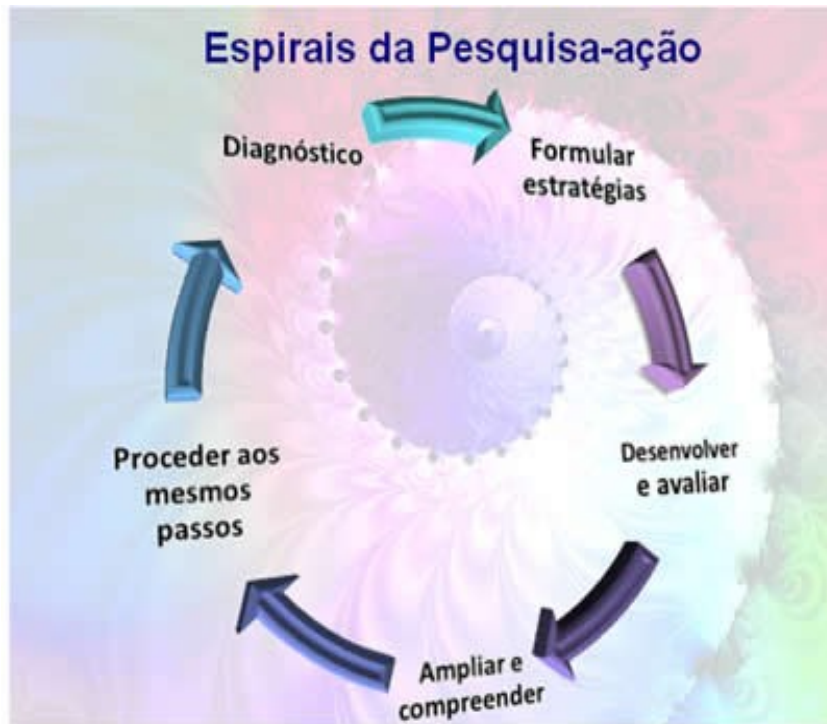 Espirais da Pesquisa-ação
Diagnóstico
Formular
estratégias
Desenvolver
e avaliar
Ampliar e
compreender
Proceder aos
mesmos
passos